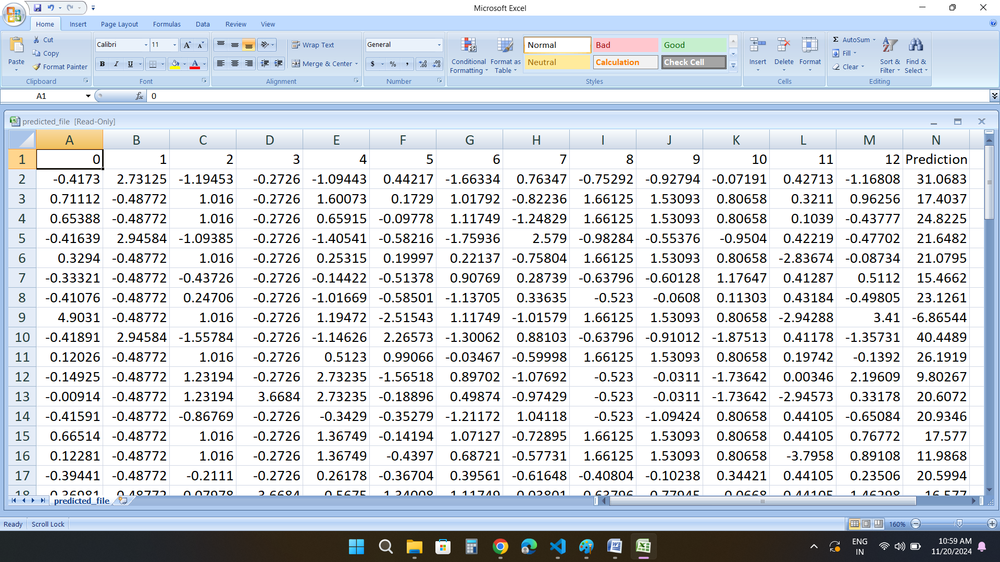 Microsoft Excel
Home Insert Page Layout Formulas Data Review View
Paste Cut Copy Format Painter Clipboard
Calibri 11 B I U A Font
Wrap Text Merge & Center Alignment
General $ % , Number
Conditional Formatting Format as Table Normal Bad Good Neutral Calculation Check Cell Styles
Insert Delete Format Cells
Σ AutoSum Fill Clear Sort & Filter Find & Select Editing
A1 fx 0
predicted_file [Read-Only]
A B C D E F G H I J K L M N
1 0 1 2 3 4 5 6 7 8 9 10 11 12 Prediction
2 -0.4173 2.73125 -1.19453 -0.2726 -1.09443 0.44217 -1.66334 0.76347 -0.75292 -0.92794 -0.07191 0.42713 -1.16808 31.0683
3 0.71112 -0.48772 1.016 -0.2726 1.60073 0.1729 1.01792 -0.82236 1.66125 1.53093 0.80658 0.3211 0.96256 17.4037
4 0.65388 -0.48772 1.016 -0.2726 0.65915 -0.09778 1.11749 -1.24829 1.66125 1.53093 0.80658 0.1039 -0.43777 24.8225
5 -0.41639 2.94584 -1.09385 -0.2726 -1.40541 -0.58216 -1.75936 2.579 -0.98284 -0.55376 -0.9504 0.42219 -0.47702 21.6482
6 0.3294 -0.48772 1.016 -0.2726 0.25315 0.19997 0.22137 -0.75804 1.66125 1.53093 0.80658 -2.83674 -0.08734 21.0795
7 -0.33321 -0.48772 -0.43726 -0.2726 -0.14422 -0.51378 0.90769 0.28739 -0.63796 -0.60128 1.17647 0.41287 0.5112 15.4662
8 -0.41076 -0.48772 0.24706 -0.2726 -1.01669 -0.58501 -1.13705 0.33635 -0.523 -0.0608 0.11303 0.43184 -0.49805 23.1261
9 4.9031 -0.48772 1.016 -0.2726 1.19472 -2.51543 1.11749 -1.01579 1.66125 1.53093 0.80658 -2.94288 3.41 -6.86544
10 -0.41891 2.94584 -1.55784 -0.2726 -1.14626 2.26573 -1.30062 0.88103 -0.63796 -0.91012 -1.87513 0.41178 -1.35731 40.4489
11 0.12026 -0.48772 1.016 -0.2726 0.5123 0.99066 -0.03467 -0.59998 1.66125 1.53093 0.80658 0.19742 -0.1392 26.1919
12 -0.14925 -0.48772 1.23194 -0.2726 2.73235 -1.56518 0.89702 -1.07692 -0.523 -0.0311 -1.73642 0.00346 2.19609 9.80267
13 -0.00914 -0.48772 1.23194 3.6684 2.73235 -0.18896 0.49874 -0.97429 -0.523 -0.0311 -1.73642 -2.94573 0.33178 20.6072
14 -0.41591 -0.48772 -0.86769 -0.2726 -0.3429 -0.35279 -1.21172 1.04118 -0.523 -1.09424 0.80658 0.44105 -0.65084 20.9346
15 0.66514 -0.48772 1.016 -0.2726 1.36749 -0.14194 1.07127 -0.72895 1.66125 1.53093 0.80658 0.44105 0.76772 17.577
16 0.12281 -0.48772 1.016 -0.2726 1.36749 -0.4397 0.68721 -0.57731 1.66125 1.53093 0.80658 -3.7958 0.89108 11.9868
17 -0.39441 -0.48772 -0.2111 -0.2726 0.26178 -0.36704 0.39561 -0.61648 -0.40804 -0.10238 0.34421 0.44105 0.23506 20.5994
predicted_file
Ready Scroll Lock 160%
ENG IN 10:59 AM 11/20/2024